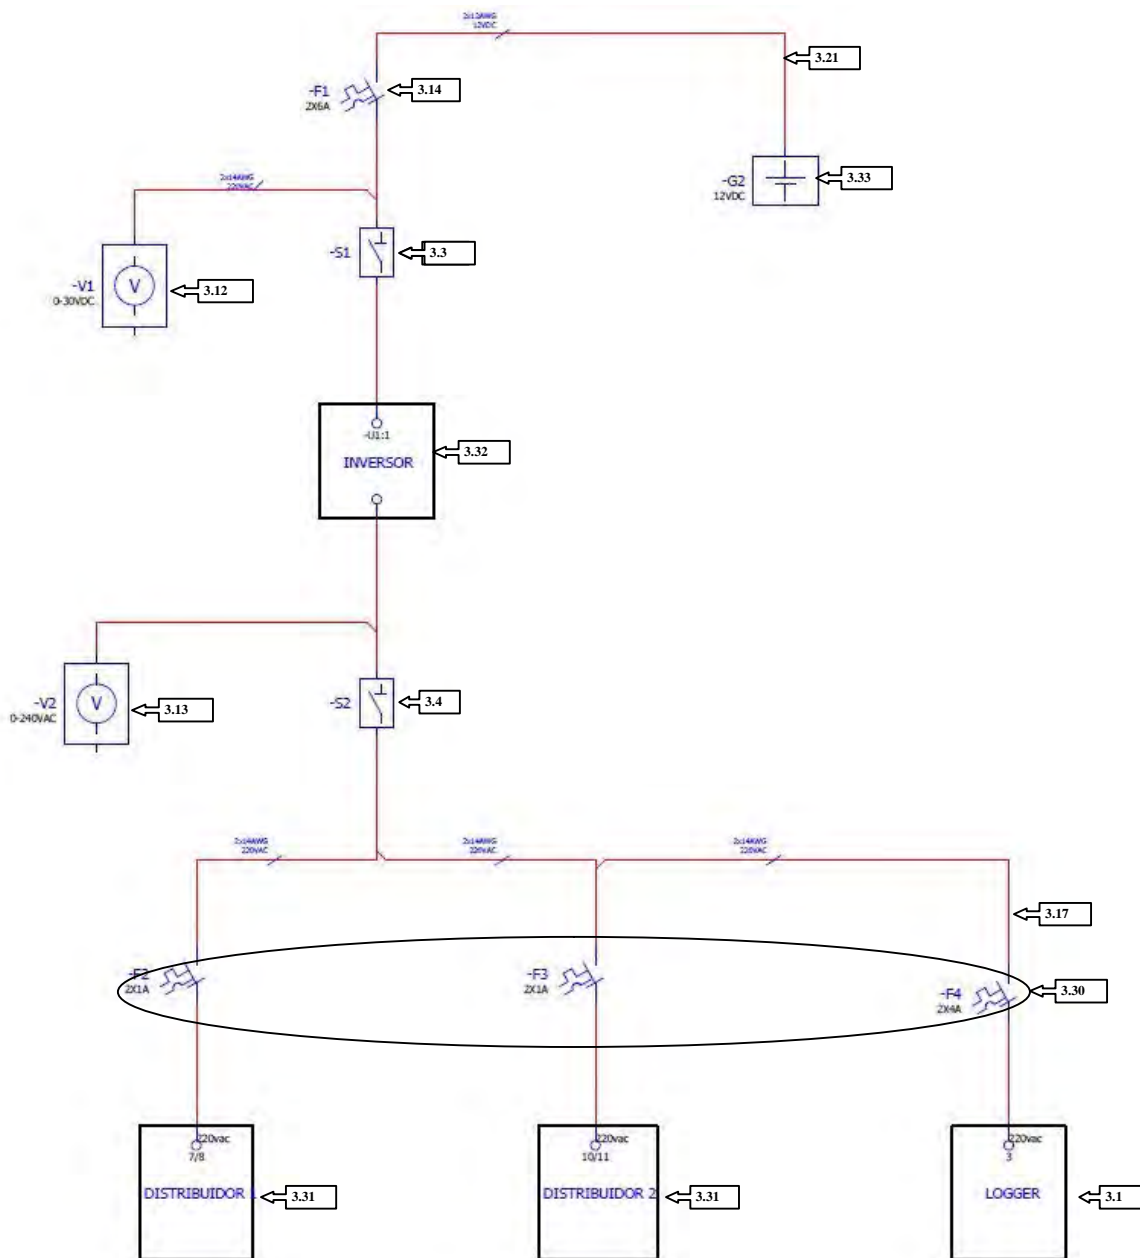 2x12AWG
12VDC
3.21
-F1
2X6A
3.14
-G2
12VDC
3.33
2x14AWG
220VAC
-S1
3.3
-V1
0-30VDC
V
3.12
-U1:1
INVERSOR
3.32
-V2
0-240VAC
V
3.13
-S2
3.4
2x14AWG
220VAC
2x14AWG
220VAC
2x14AWG
220VAC
3.17
-F2
2X1A
-F3
2X1A
-F4
2X4A
3.30
220vac
7/8
DISTRIBUIDOR 1
3.31
220vac
10/11
DISTRIBUIDOR 2
3.31
220vac
3
LOGGER
3.1